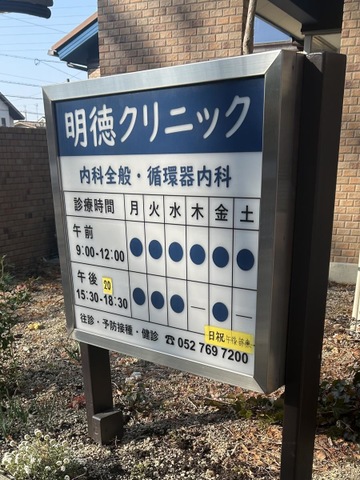 明徳クリニック
内科全般・循環器内科
診療時間 月 火 水 木 金 土
午前
9:00-12:00 ● ● ● ● ● ●
午後 20
15:30-18:30 ● ● ● — ● —
日祝
往診・予防接種・健診 ☎052 769 7200